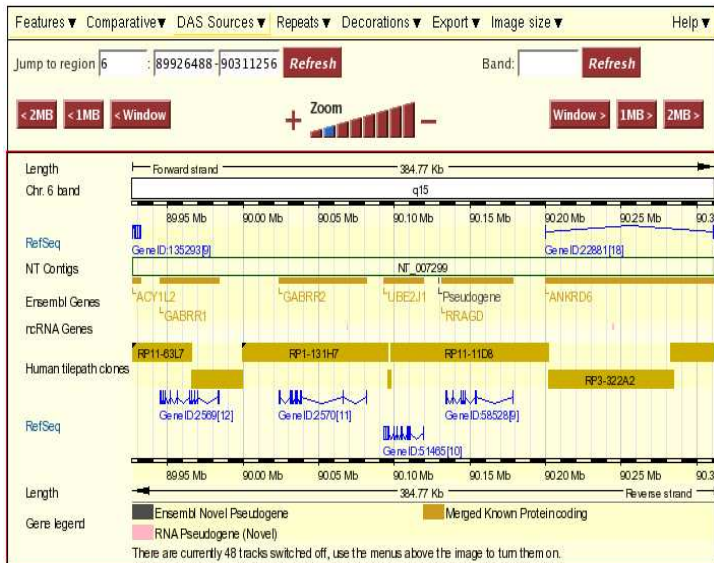 Features ▾ Comparative ▾ DAS Sources ▾ Repeats ▾ Decorations ▾ Export ▾ Image size ▾ Help ▾
Jump to region 6 : 89926488 - 90311256 Refresh Band: Refresh
< 2MB < 1MB < Window + Zoom − Window > 1MB > 2MB >
Length Forward strand 384.77 Kb
Chr. 6 band q15
89.95 Mb 90.00 Mb 90.05 Mb 90.10 Mb 90.15 Mb 90.20 Mb 90.25 Mb 90.3
RefSeq
GeneID:135293[9] GeneID:22881[18]
NT Contigs NT_007299
Ensembl Genes
ACY1L2 GABRR2 UBE2J1 Pseudogene ANKRD6
GABRR1 RRAGD
ncRNA Genes
RP11-63L7 RP1-131H7 RP11-11D8
Human tilepath clones
RP3-322A2
RefSeq
GeneID:2569[12] GeneID:2570[11] GeneID:58528[9]
GeneID:51465[10]
89.95 Mb 90.00 Mb 90.05 Mb 90.10 Mb 90.15 Mb 90.20 Mb 90.25 Mb 90.3
Length 384.77 Kb Reverse strand
Gene legend
Ensembl Novel Pseudogene Merged Known Protein coding
RNA Pseudogene (Novel)
There are currently 48 tracks switched off, use the menus above the image to turn them on.